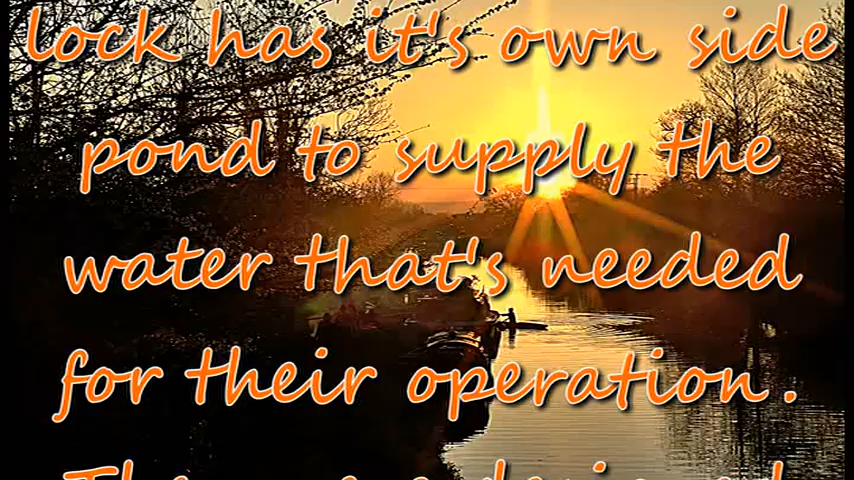 lock has it's own side
pond to supply the
water that's needed
for their operation.